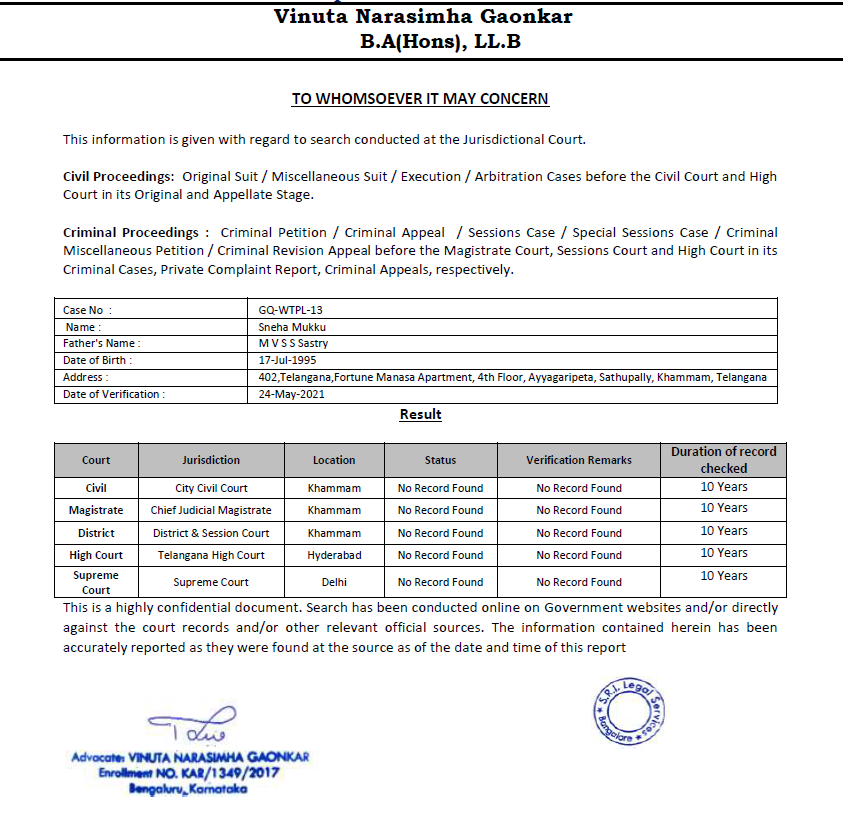 Vinuta Narasimha Gaonkar
B.A(Hons), LL.B
TO WHOMSOEVER IT MAY CONCERN
This information is given with regard to search conducted at the Jurisdictional Court.
Civil Proceedings: Original Suit / Miscellaneous Suit / Execution / Arbitration Cases before the Civil Court and High
Court in its Original and Appellate Stage.
Criminal Proceedings : Criminal Petition / Criminal Appeal / Sessions Case / Special Sessions Case / Criminal
Miscellaneous Petition / Criminal Revision Appeal before the Magistrate Court, Sessions Court and High Court in its
Criminal Cases, Private Complaint Report, Criminal Appeals, respectively.
Case No : GQ-WTPL-13
Name : Sneha Mukku
Father's Name : M V S S Sastry
Date of Birth : 17-Jul-1995
Address : 402,Telangana,Fortune Manasa Apartment, 4th Floor, Ayyagaripeta, Sathupally, Khammam, Telangana
Date of Verification : 24-May-2021
Result
Court Jurisdiction Location Status Verification Remarks Duration of record checked
Civil City Civil Court Khammam No Record Found No Record Found 10 Years
Magistrate Chief Judicial Magistrate Khammam No Record Found No Record Found 10 Years
District District & Session Court Khammam No Record Found No Record Found 10 Years
High Court Telangana High Court Hyderabad No Record Found No Record Found 10 Years
Supreme Court Supreme Court Delhi No Record Found No Record Found 10 Years
This is a highly confidential document. Search has been conducted online on Government websites and/or directly
against the court records and/or other relevant official sources. The information contained herein has been
accurately reported as they were found at the source as of the date and time of this report
S.R.I. Legal Services
Bangalore
Advocate: VINUTA NARASIMHA GAONKAR
Enrollment NO. KAR/1349/2017
Bengaluru, Karnataka